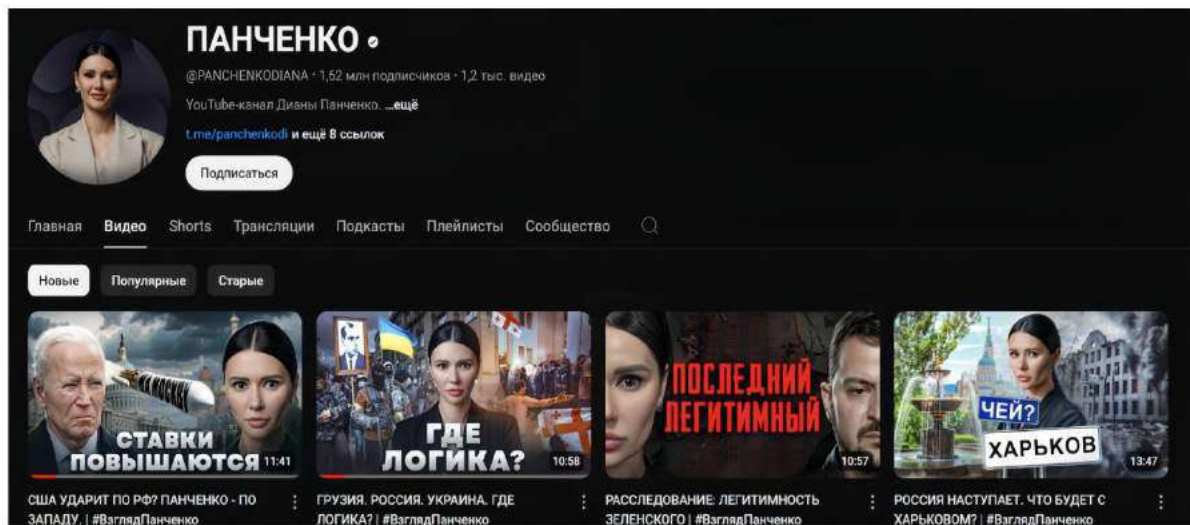 ПАНЧЕНКО
@PANCHENKODIANA · 1,52 млн подписчиков · 1,2 тыс. видео
YouTube-канал Дианы Панченко. ...ещё
t.me/panchenkodi и ещё 8 ссылок
Подписаться
Главная Видео Shorts Трансляции Подкасты Плейлисты Сообщество
Новые Популярные Старые
НА МОСКВУ
СТАВКИ
ПОВЫШАЮТСЯ
11:41
ГДЕ
ЛОГИКА?
10:58
ПОСЛЕДНИЙ
ЛЕГИТИМНЫЙ
10:57
ЧЕЙ?
ХАРЬКОВ
13:47
США УДАРИТ ПО РФ? ПАНЧЕНКО - ПО
ЗАПАДУ. | #ВзглядПанченко
ГРУЗИЯ. РОССИЯ. УКРАИНА. ГДЕ
ЛОГИКА? | #ВзглядПанченко
РАССЛЕДОВАНИЕ: ЛЕГИТИМНОСТЬ
ЗЕЛЕНСКОГО | #ВзглядПанченко
РОССИЯ НАСТУПАЕТ. ЧТО БУДЕТ С
ХАРЬКОВОМ? | #ВзглядПанченко